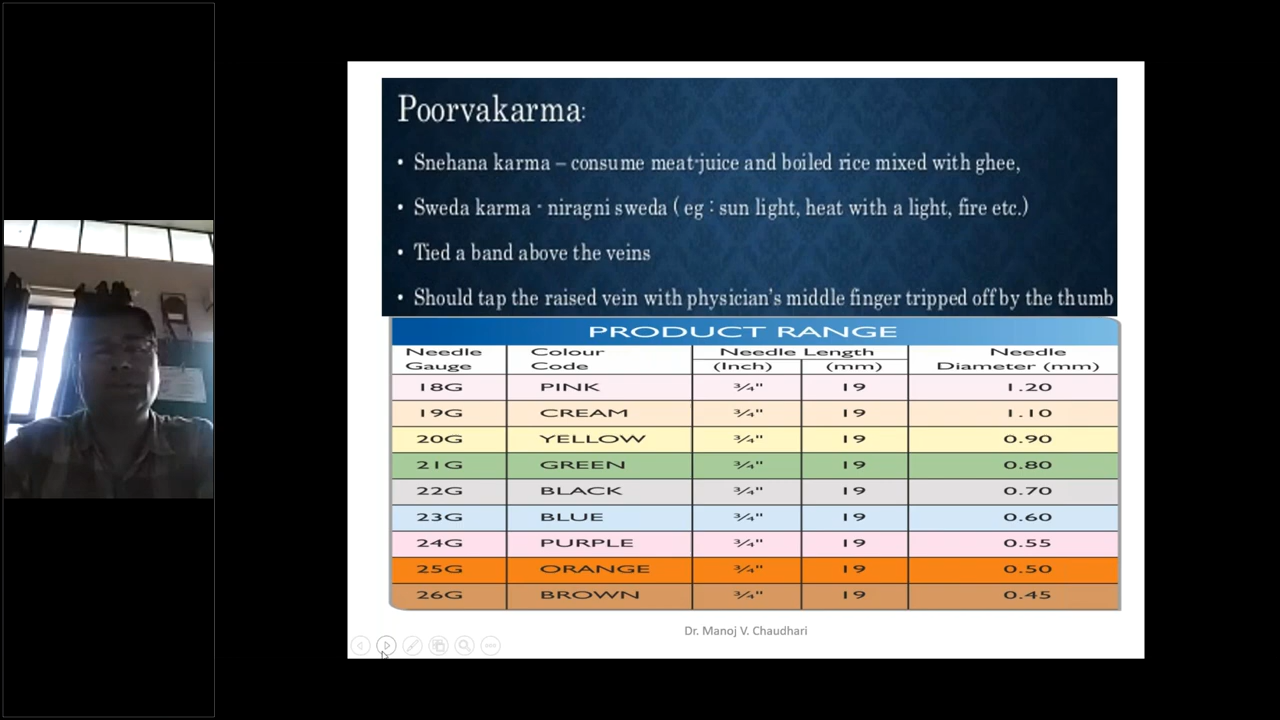 Poorvakarma:
• Snehana karma – consume meat-juice and boiled rice mixed with ghee,
• Sweda karma - niragni sweda ( eg : sun light, heat with a light, fire etc.)
• Tied a band above the veins
• Should tap the raised vein with physician's middle finger tripped off by the thumb
PRODUCT RANGE
Needle Gauge Colour Code Needle Length (Inch) (mm) Needle Diameter (mm)
18G PINK ¾" 19 1.20
19G CREAM ¾" 19 1.10
20G YELLOW ¾" 19 0.90
21G GREEN ¾" 19 0.80
22G BLACK ¾" 19 0.70
23G BLUE ¾" 19 0.60
24G PURPLE ¾" 19 0.55
25G ORANGE ¾" 19 0.50
26G BROWN ¾" 19 0.45
Dr. Manoj V. Chaudhari